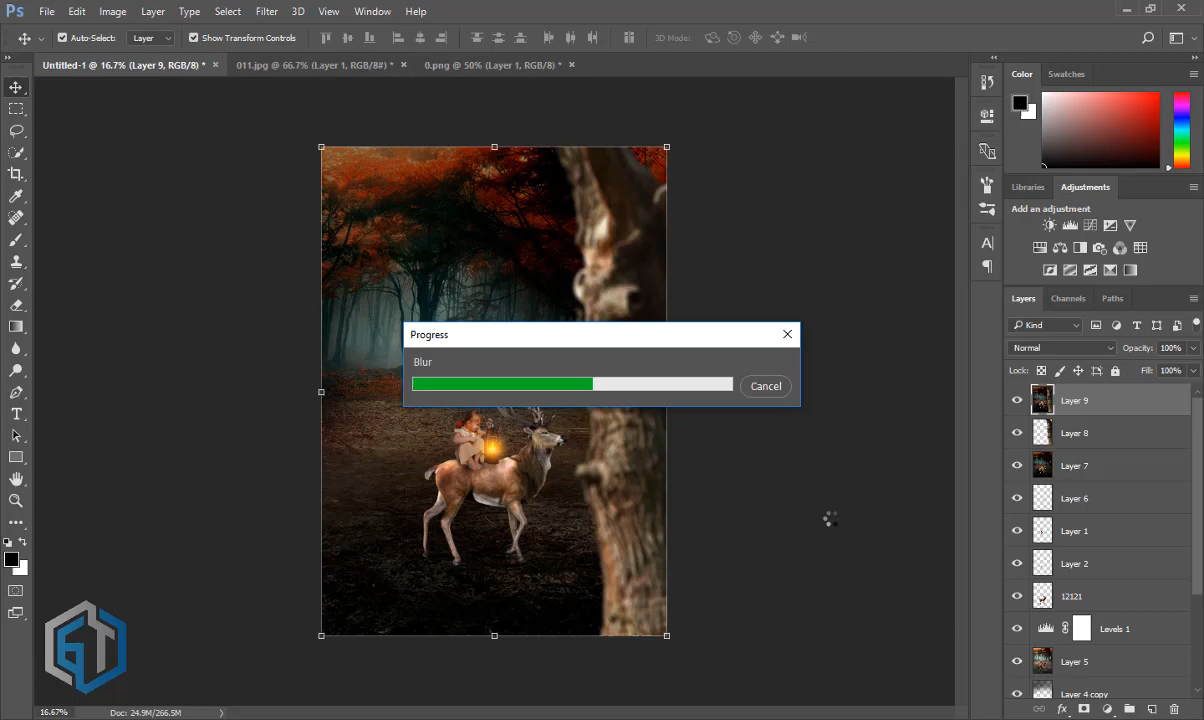 Ps File Edit Image Layer Type Select Filter 3D View Window Help
Auto-Select: Layer Show Transform Controls 3D Mode:
Untitled-1 @ 16.7% (Layer 9, RGB/8) * × 011.jpg @ 66.7% (Layer 1, RGB/8#) * × 0.png @ 50% (Layer 1, RGB/8) * ×
Color Swatches
Libraries Adjustments
Add an adjustment
Layers Channels Paths
Kind
Normal Opacity: 100%
Lock: Fill: 100%
Layer 9
Layer 8
Layer 7
Layer 6
Layer 1
Layer 2
12121
Levels 1
Layer 5
Layer 4 copy
Progress
Blur
Cancel
GT
16.67% Doc: 24.9M/266.5M